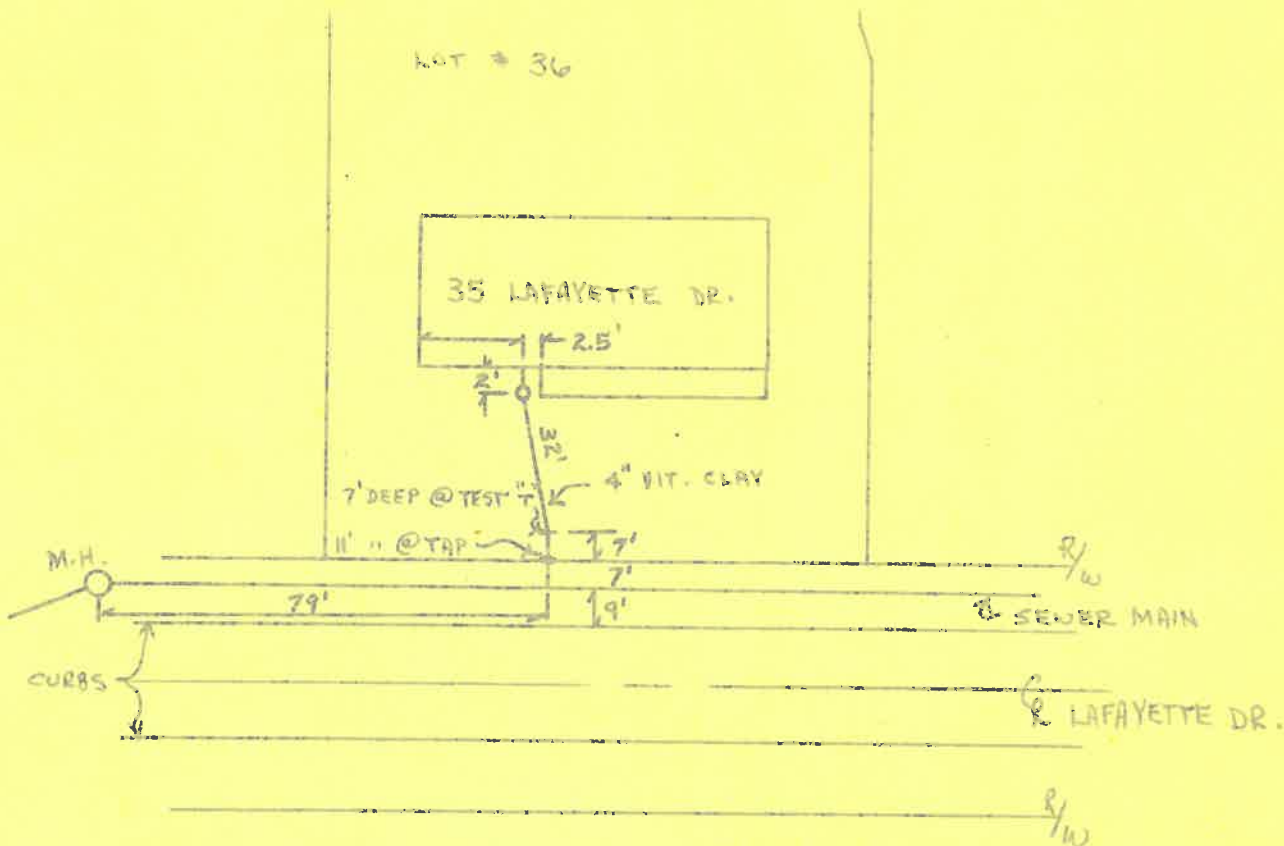 LOT # 36
35 LAFAYETTE DR.
2.5'
2'
32'
4" VIT. CLAY
7' DEEP @ TEST "T"
11' " @ TAP
7'
R/W
M.H.
7'
79'
9'
℄ SEWER MAIN
CURBS
℄ LAFAYETTE DR.
R/W